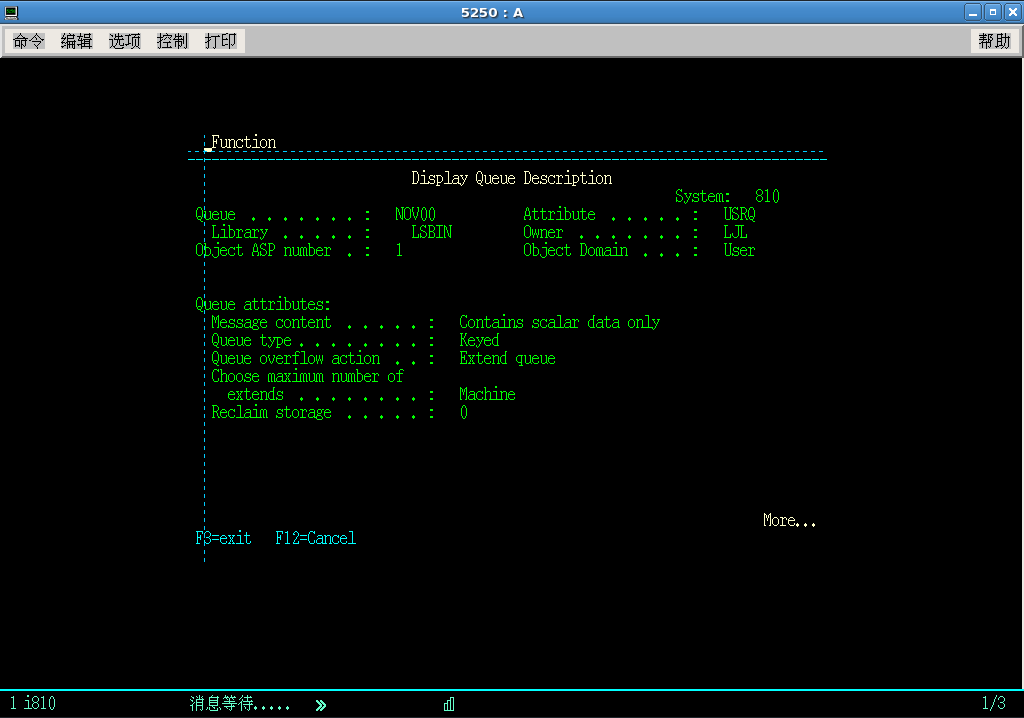 5250 : A
命令 编辑 选项 控制 打印 帮助
Function
Display Queue Description
System: 810
Queue . . . . . . . : NOV00 Attribute . . . . . : USRQ
Library . . . . . : LSBIN Owner . . . . . . . : LJL
Object ASP number . : 1 Object Domain . . . : User
Queue attributes:
Message content . . . . . : Contains scalar data only
Queue type . . . . . . . . : Keyed
Queue overflow action . . : Extend queue
Choose maximum number of
extends . . . . . . . . : Machine
Reclaim storage . . . . . : 0
More...
F3=exit F12=Cancel
1 i810 消息等待..... » 1/3